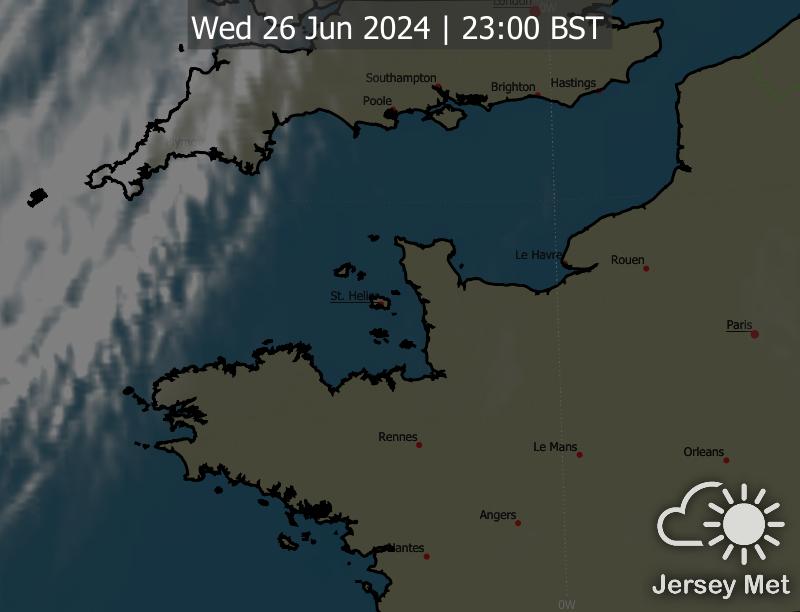 London
Wed 26 Jun 2024 | 23:00 BST
Southampton
Brighton
Hastings
Poole
Le Havre
Rouen
St. Helier
Paris
Rennes
Le Mans
Orleans
Angers
Nantes
Jersey Met
0W